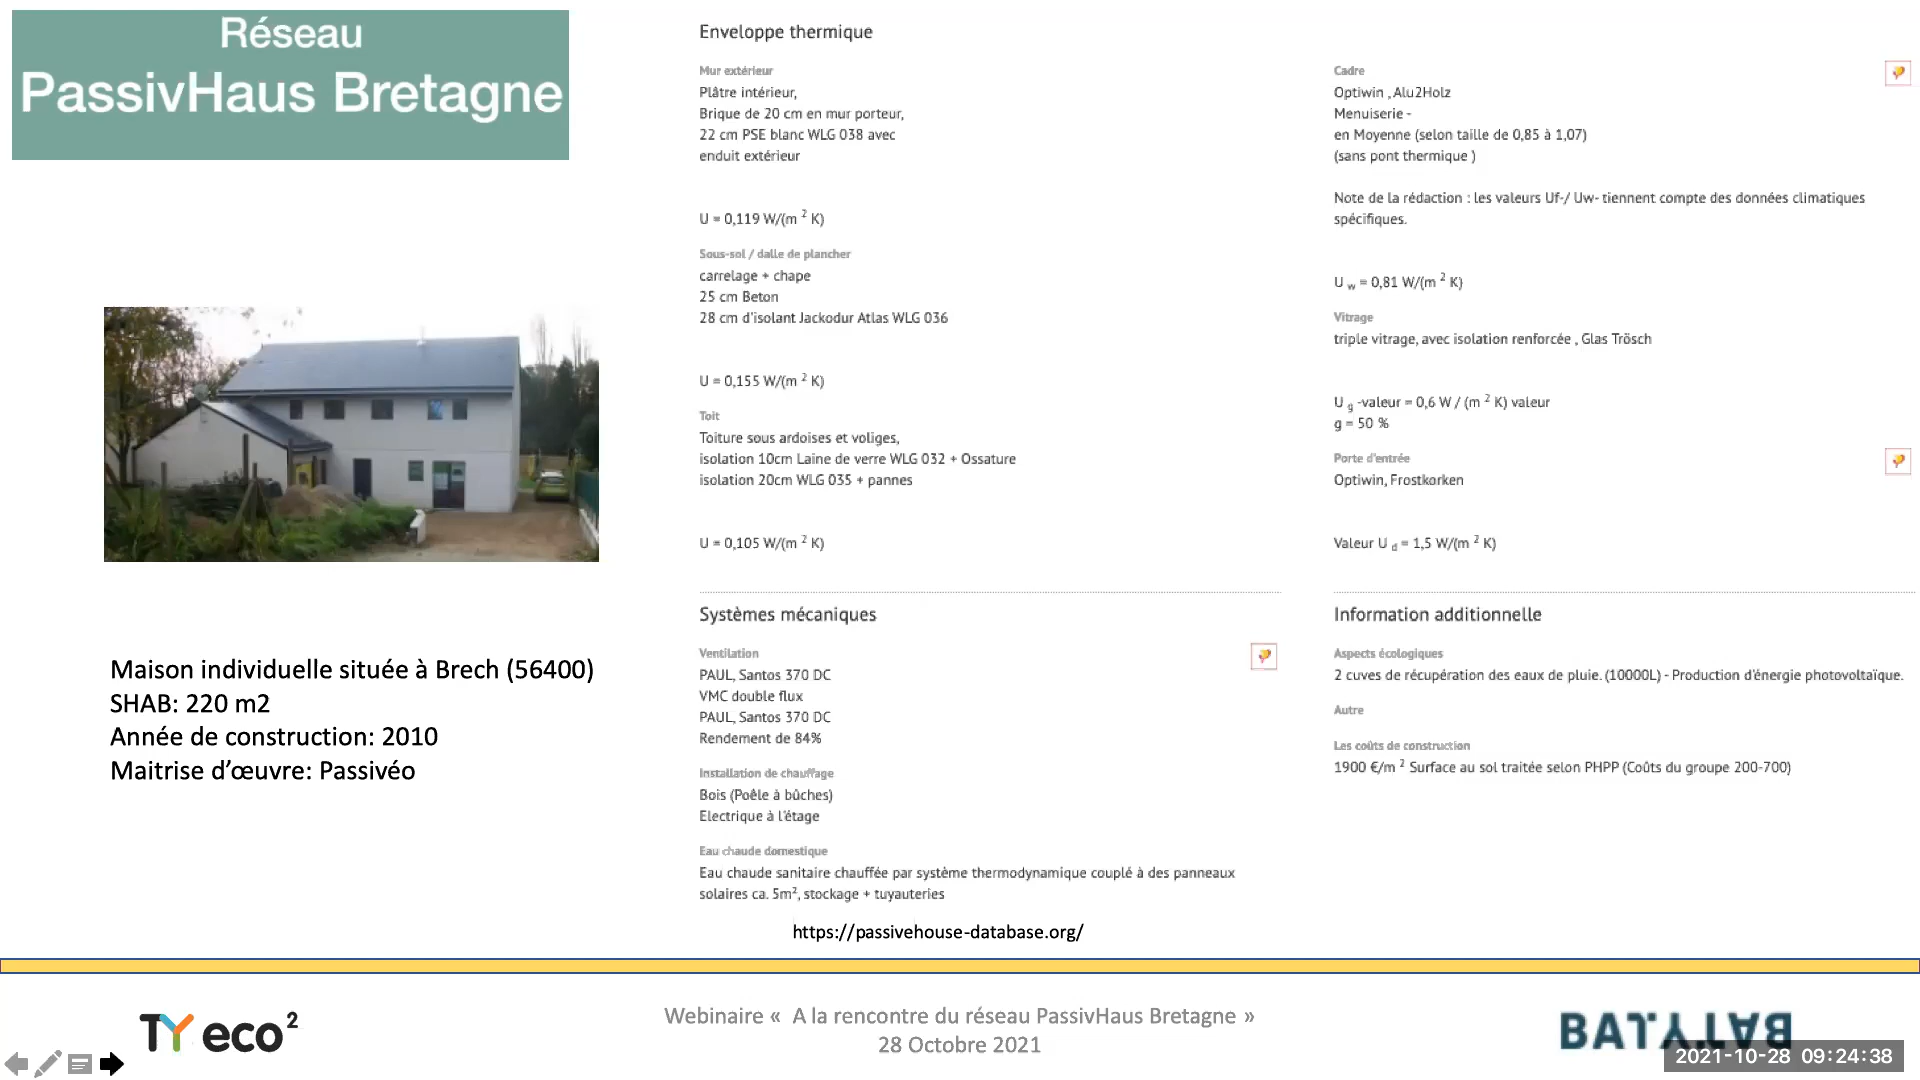 Réseau
PassivHaus Bretagne
Maison individuelle située à Brech (56400)
SHAB: 220 m2
Année de construction: 2010
Maitrise d’œuvre: Passivéo
Enveloppe thermique
Mur extérieur
Plâtre intérieur,
Brique de 20 cm en mur porteur,
22 cm PSE blanc WLG 038 avec
enduit extérieur
U = 0,119 W/(m 2 K)
Sous-sol / dalle de plancher
carrelage + chape
25 cm Beton
28 cm d'isolant Jackodur Atlas WLG 036
U = 0,155 W/(m 2 K)
Toit
Toiture sous ardoises et voliges,
isolation 10cm Laine de verre WLG 032 + Ossature
isolation 20cm WLG 035 + pannes
U = 0,105 W/(m 2 K)
Cadre
Optiwin , Alu2Holz
Menuiserie -
en Moyenne (selon taille de 0,85 à 1,07)
(sans pont thermique )
Note de la rédaction : les valeurs Uf-/ Uw- tiennent compte des données climatiques
spécifiques.
U w = 0,81 W/(m 2 K)
Vitrage
triple vitrage, avec isolation renforcée , Glas Trösch
U g -valeur = 0,6 W / (m 2 K) valeur
g = 50 %
Porte d'entrée
Optiwin, Frostkorken
Valeur U d = 1,5 W/(m 2 K)
Systèmes mécaniques
Ventilation
PAUL, Santos 370 DC
VMC double flux
PAUL, Santos 370 DC
Rendement de 84%
Installation de chauffage
Bois (Poêle à bûches)
Electrique à l'étage
Eau chaude domestique
Eau chaude sanitaire chauffée par système thermodynamique couplé à des panneaux
solaires ca. 5m², stockage + tuyauteries
Information additionnelle
Aspects écologiques
2 cuves de récupération des eaux de pluie. (10000L) - Production d'énergie photovoltaïque.
Autre
Les coûts de construction
1900 €/m 2 Surface au sol traitée selon PHPP (Coûts du groupe 200-700)
https://passivehouse-database.org/
TY eco²
Webinaire « A la rencontre du réseau PassivHaus Bretagne »
28 Octobre 2021
BATY.LAB
2021-10-28 09:24:38